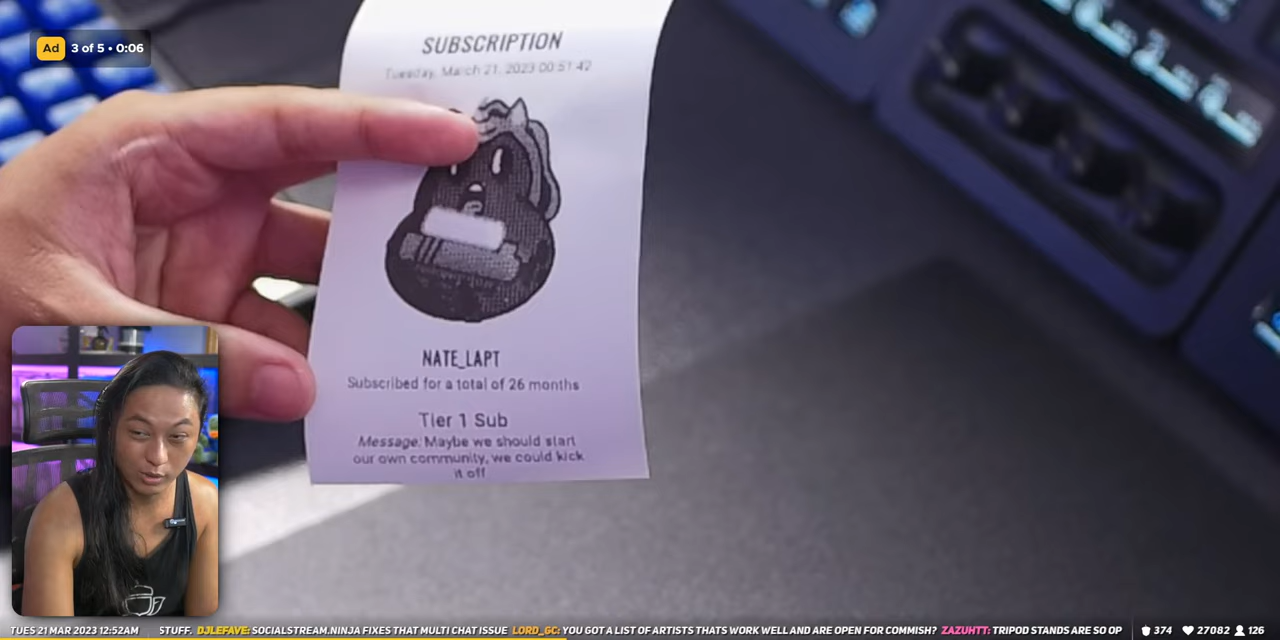 Ad 3 of 5 • 0:06
SUBSCRIPTION
Tuesday, March 21, 2023 00:51:42
NATE_LAPT
Subscribed for a total of 26 months
Tier 1 Sub
Message: Maybe we should start
our own community, we could kick
it off
TUES 21 MAR 2023 12:52AM STUFF. DJLEFAVE: SOCIALSTREAM.NINJA FIXES THAT MULTI CHAT ISSUE LORD_GC: YOU GOT A LIST OF ARTISTS THATS WORK WELL AND ARE OPEN FOR COMMISH? ZAZUHTT: TRIPOD STANDS ARE SO OP 374 27082 126